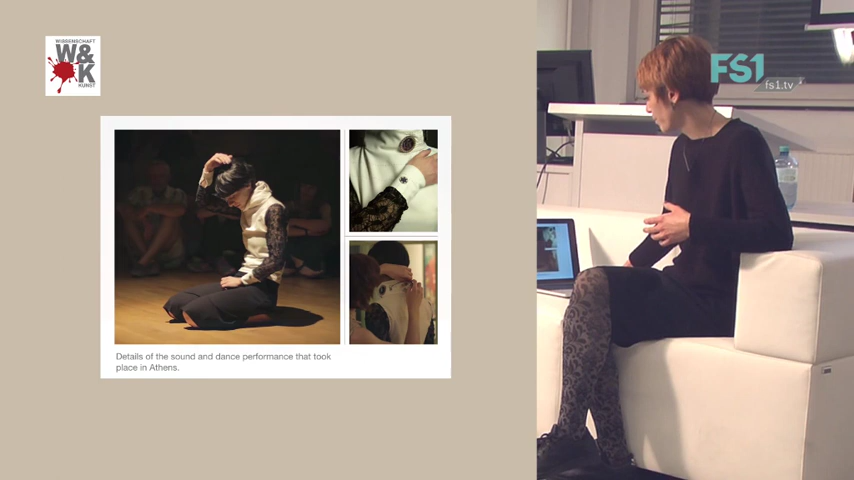 WISSENSCHAFT
W&
K
KUNST
FS1
fs1.tv
Details of the sound and dance performance that took
place in Athens.